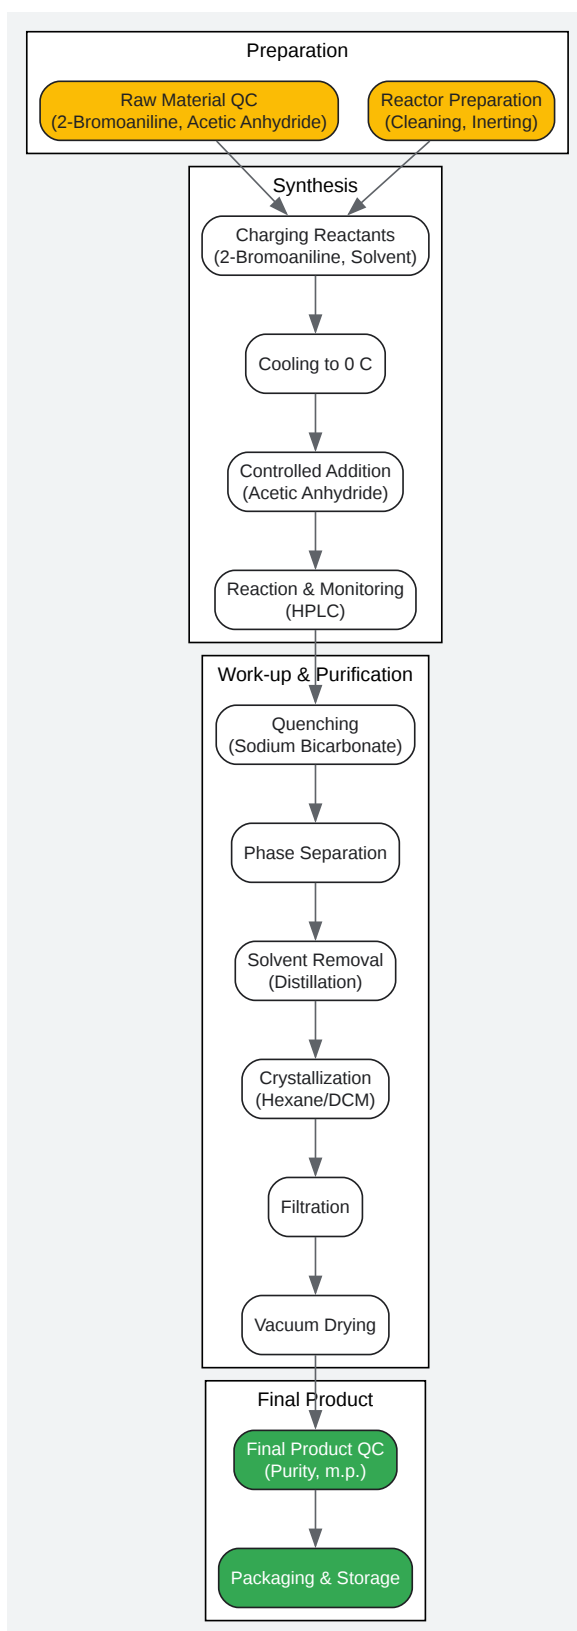 Preparation
Raw Material QC
(2-Bromoaniline, Acetic Anhydride)
Reactor Preparation
(Cleaning, Inerting)
Synthesis
Charging Reactants
(2-Bromoaniline, Solvent)
Cooling to 0 C
Controlled Addition
(Acetic Anhydride)
Reaction & Monitoring
(HPLC)
Work-up & Purification
Quenching
(Sodium Bicarbonate)
Phase Separation
Solvent Removal
(Distillation)
Crystallization
(Hexane/DCM)
Filtration
Vacuum Drying
Final Product
Final Product QC
(Purity, m.p.)
Packaging & Storage